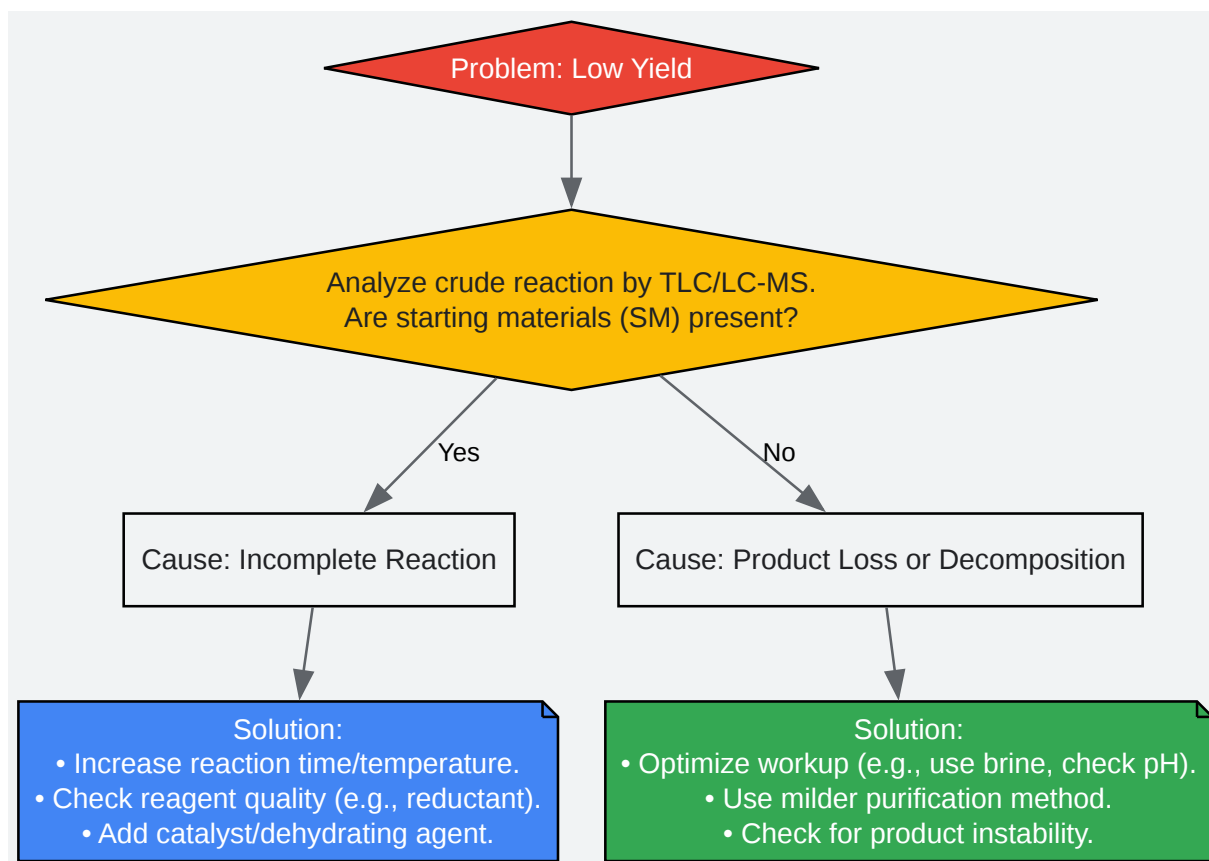 Problem: Low Yield
Analyze crude reaction by TLC/LC-MS.
Are starting materials (SM) present?
Yes
No
Cause: Incomplete Reaction
Cause: Product Loss or Decomposition
Solution:
• Increase reaction time/temperature.
• Check reagent quality (e.g., reductant).
• Add catalyst/dehydrating agent.
Solution:
• Optimize workup (e.g., use brine, check pH).
• Use milder purification method.
• Check for product instability.